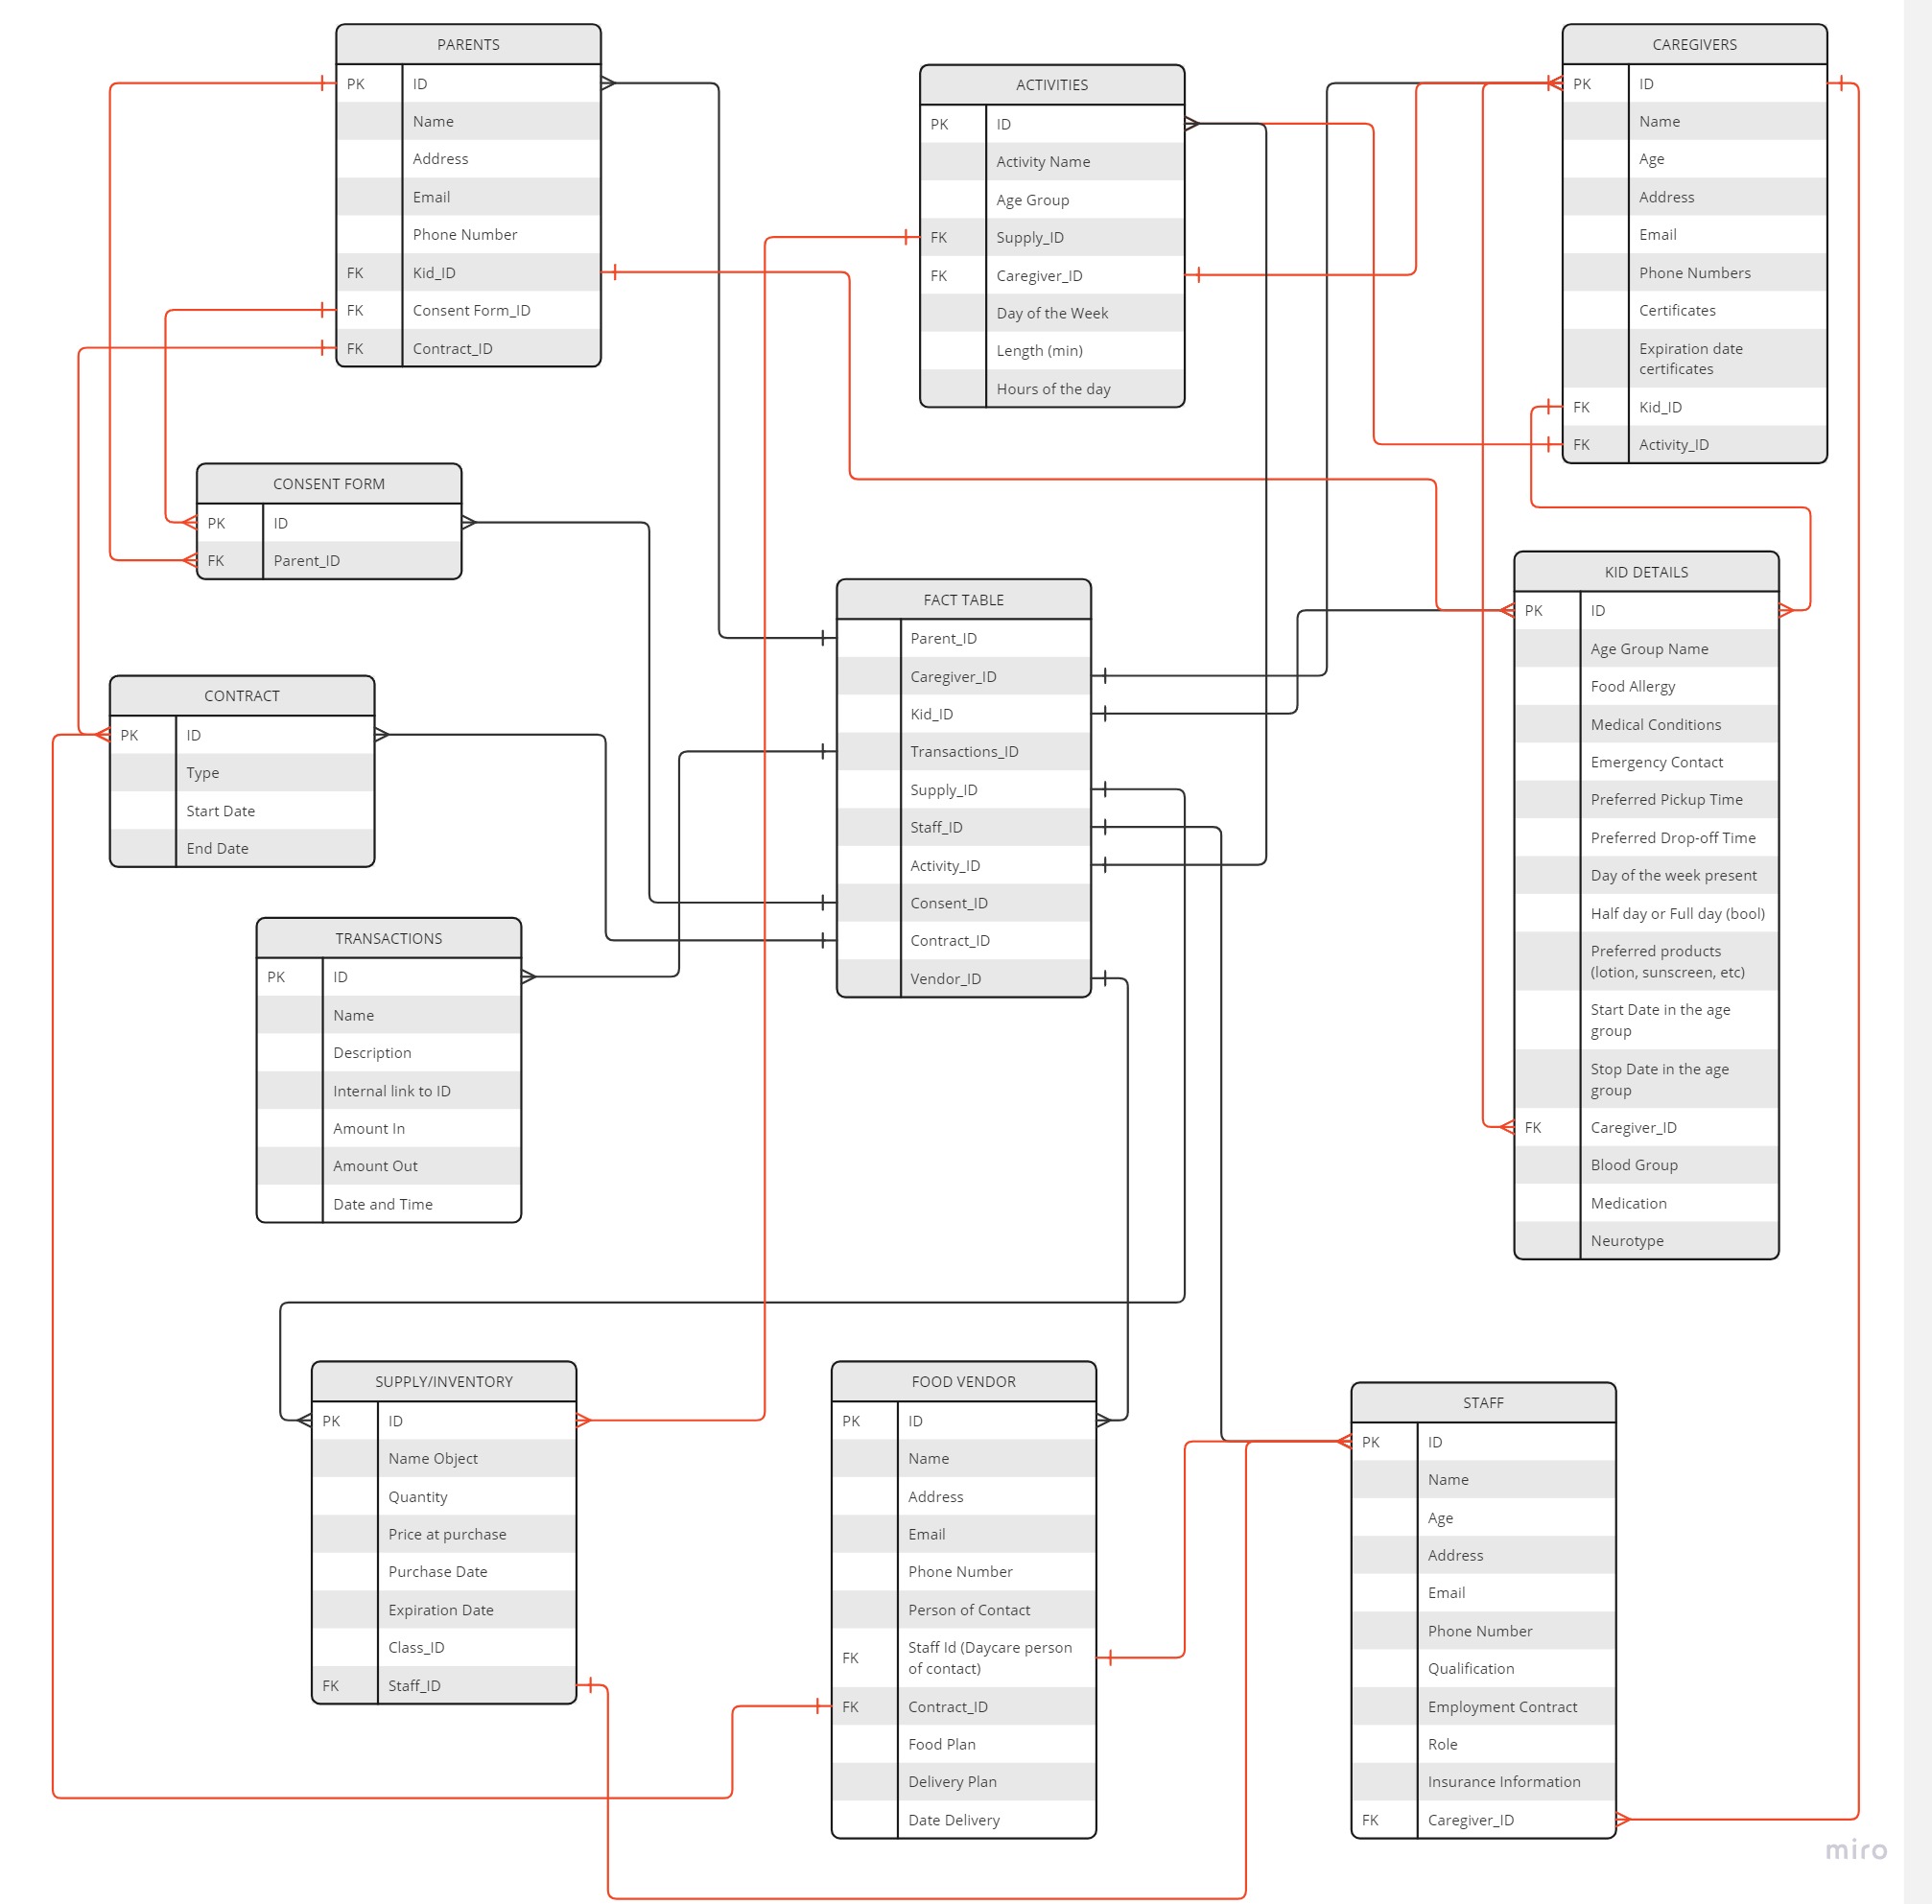 PARENTS
PK ID
Name
Address
Email
Phone Number
FK Kid_ID
FK Consent Form_ID
FK Contract_ID
ACTIVITIES
PK ID
Activity Name
Age Group
FK Supply_ID
FK Caregiver_ID
Day of the Week
Length (min)
Hours of the day
CAREGIVERS
PK ID
Name
Age
Address
Email
Phone Numbers
Certificates
Expiration date
certificates
FK Kid_ID
FK Activity_ID
CONSENT FORM
PK ID
FK Parent_ID
FACT TABLE
Parent_ID
Caregiver_ID
Kid_ID
Transactions_ID
Supply_ID
Staff_ID
Activity_ID
Consent_ID
Contract_ID
Vendor_ID
KID DETAILS
PK ID
Age Group Name
Food Allergy
Medical Conditions
Emergency Contact
Preferred Pickup Time
Preferred Drop-off Time
Day of the week present
Half day or Full day (bool)
Preferred products
(lotion, sunscreen, etc)
Start Date in the age
group
Stop Date in the age
group
FK Caregiver_ID
Blood Group
Medication
Neurotype
CONTRACT
PK ID
Type
Start Date
End Date
TRANSACTIONS
PK ID
Name
Description
Internal link to ID
Amount In
Amount Out
Date and Time
SUPPLY/INVENTORY
PK ID
Name Object
Quantity
Price at purchase
Purchase Date
Expiration Date
Class_ID
FK Staff_ID
FOOD VENDOR
PK ID
Name
Address
Email
Phone Number
Person of Contact
FK Staff Id (Daycare person
of contact)
FK Contract_ID
Food Plan
Delivery Plan
Date Delivery
STAFF
PK ID
Name
Age
Address
Email
Phone Number
Qualification
Employment Contract
Role
Insurance Information
FK Caregiver_ID
miro